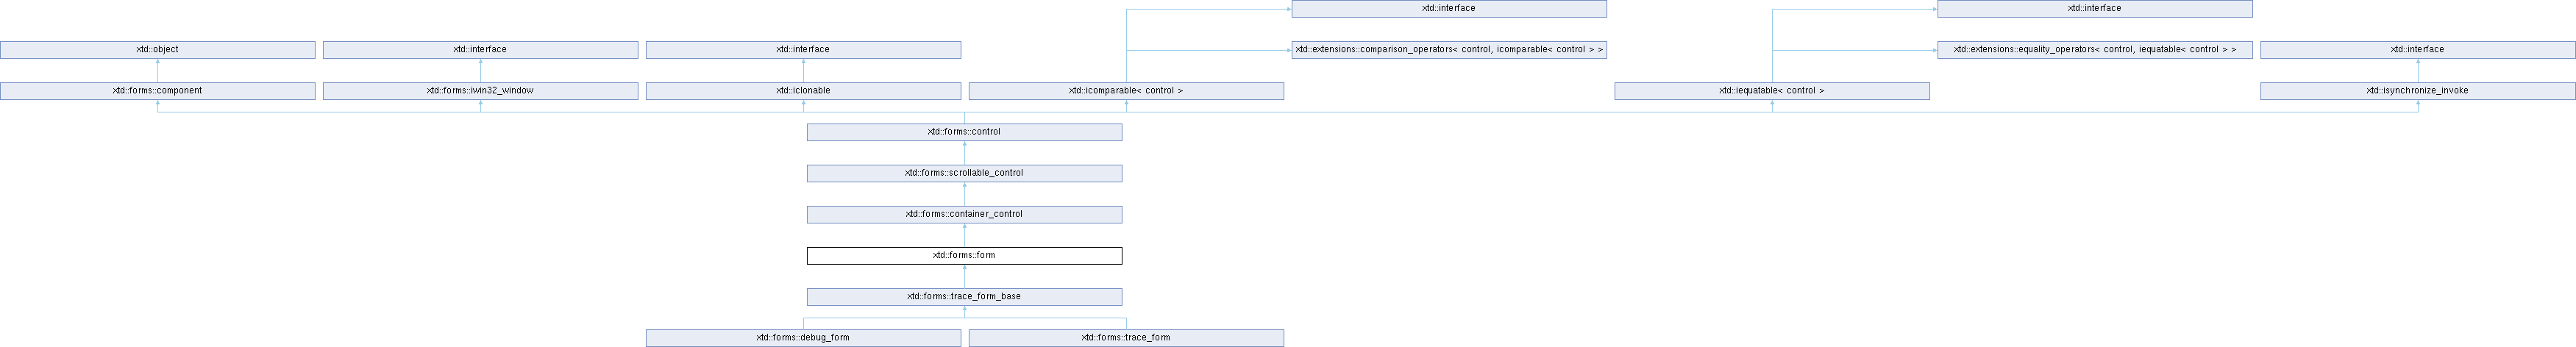 xtd::interface
xtd::interface
xtd::object
xtd::interface
xtd::interface
xtd::extensions::comparison_operators< control, icomparable< control > >
xtd::extensions::equality_operators< control, iequatable< control > >
xtd::interface
xtd::forms::component
xtd::forms::iwin32_window
xtd::iclonable
xtd::icomparable< control >
xtd::iequatable< control >
xtd::isynchronize_invoke
xtd::forms::control
xtd::forms::scrollable_control
xtd::forms::container_control
xtd::forms::form
xtd::forms::trace_form_base
xtd::forms::debug_form
xtd::forms::trace_form